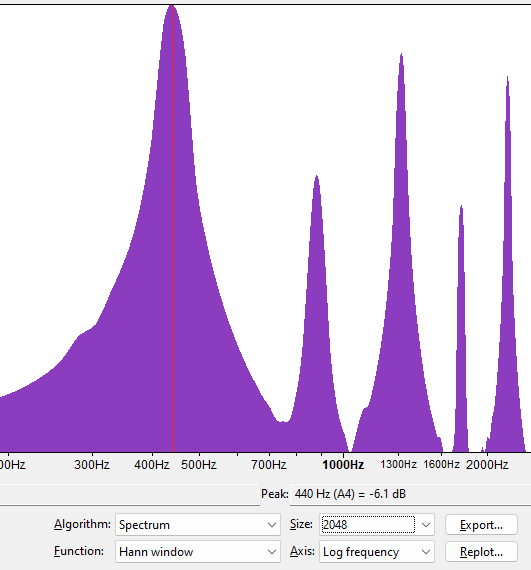 00Hz 300Hz 400Hz 500Hz 700Hz 1000Hz 1300Hz 1600Hz 2000Hz
Peak: 440 Hz (A4) = -6.1 dB
Algorithm: Spectrum Size: 2048 Export...
Function: Hann window Axis: Log frequency Replot...